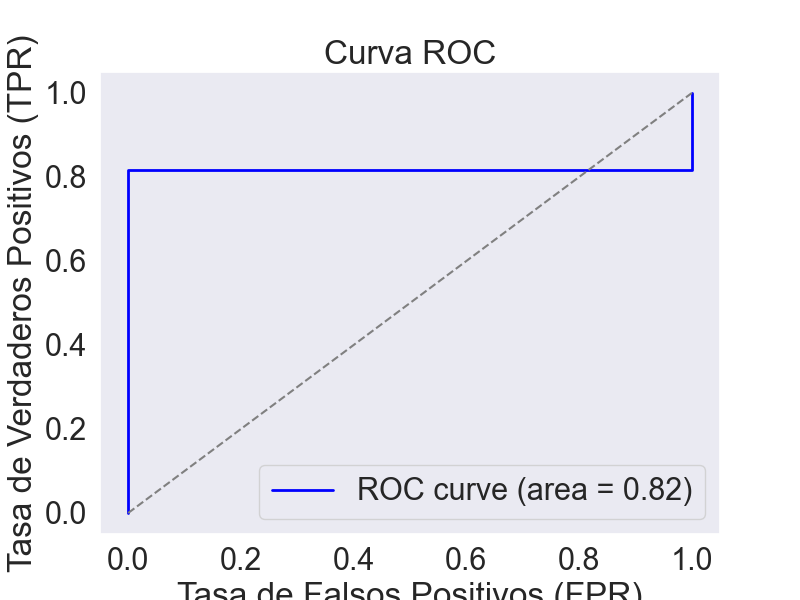 Curva ROC
Tasa de Verdaderos Positivos (TPR)
1.0
0.8
0.6
0.4
0.2
0.0
ROC curve (area = 0.82)
0.0 0.2 0.4 0.6 0.8 1.0
Tasa de Falsos Positivos (FPR)